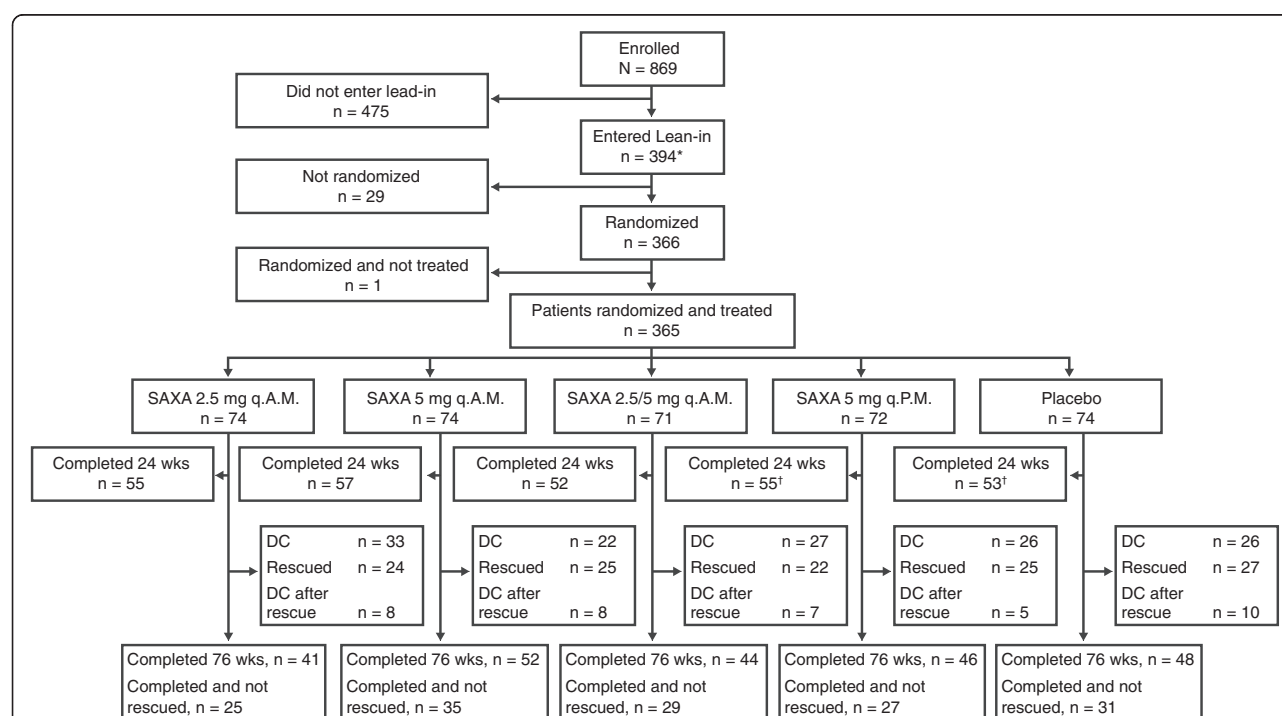 Enrolled
N = 869
Did not enter lead-in
n = 475
Entered Lean-in
n = 394*
Not randomized
n = 29
Randomized
n = 366
Randomized and not treated
n = 1
Patients randomized and treated
n = 365
SAXA 2.5 mg q.A.M.
n = 74
SAXA 5 mg q.A.M.
n = 74
SAXA 2.5/5 mg q.A.M.
n = 71
SAXA 5 mg q.P.M.
n = 72
Placebo
n = 74
Completed 24 wks
n = 55
Completed 24 wks
n = 57
Completed 24 wks
n = 52
Completed 24 wks
n = 55†
Completed 24 wks
n = 53†
DC n = 33
Rescued n = 24
DC after
rescue n = 8
DC n = 22
Rescued n = 25
DC after
rescue n = 8
DC n = 27
Rescued n = 22
DC after
rescue n = 7
DC n = 26
Rescued n = 25
DC after
rescue n = 5
DC n = 26
Rescued n = 27
DC after
rescue n = 10
Completed 76 wks, n = 41
Completed and not
rescued, n = 25
Completed 76 wks, n = 52
Completed and not
rescued, n = 35
Completed 76 wks, n = 44
Completed and not
rescued, n = 29
Completed 76 wks, n = 46
Completed and not
rescued, n = 27
Completed 76 wks, n = 48
Completed and not
rescued, n = 31